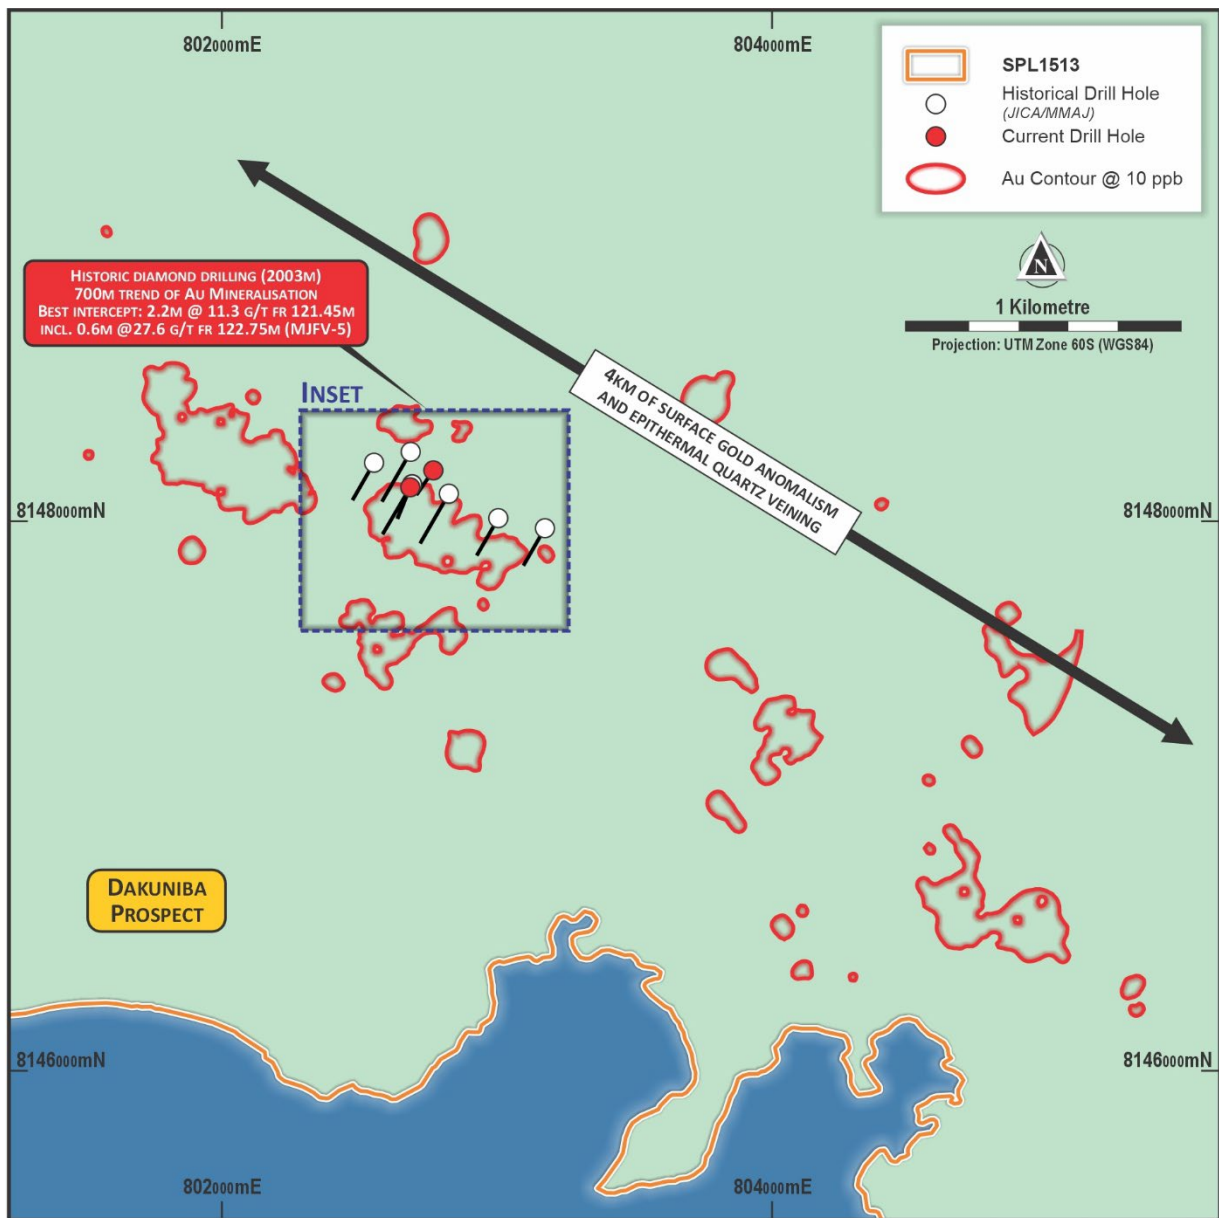 802000mE
804000mE
SPL1513
Historical Drill Hole
(JICA/MMAJ)
Current Drill Hole
Au Contour @ 10 ppb
N
1 Kilometre
Projection: UTM Zone 60S (WGS84)
HISTORIC DIAMOND DRILLING (2003M)
700M TREND OF AU MINERALISATION
BEST INTERCEPT: 2.2M @ 11.3 G/T FR 121.45M
INCL. 0.6M @27.6 G/T FR 122.75M (MJFV-5)
INSET
4KM OF SURFACE GOLD ANOMALISM
AND EPITHERMAL QUARTZ VEINING
8148000mN
8148000mN
DAKUNIBA
PROSPECT
8146000mN
8146000mN
802000mE
804000mE